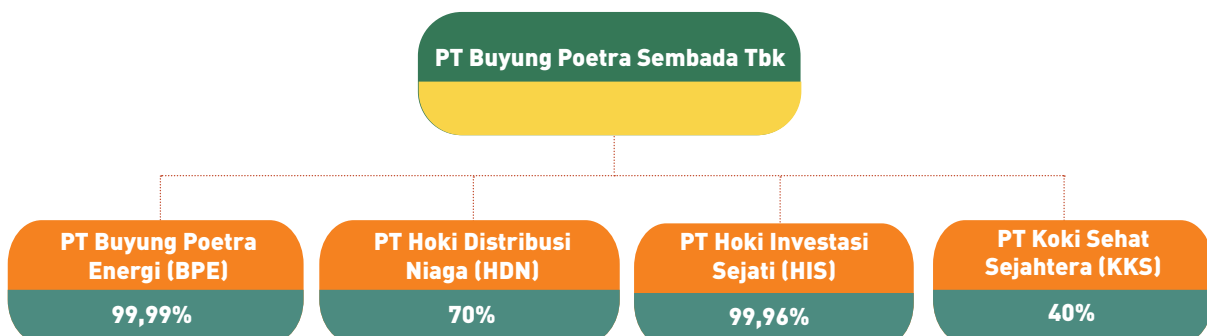 PT Buyung Poetra Sembada Tbk
PT Buyung Poetra
Energi (BPE)
99,99%
PT Hoki Distribusi
Niaga (HDN)
70%
PT Hoki Investasi
Sejati (HIS)
99,96%
PT Koki Sehat
Sejahtera (KKS)
40%